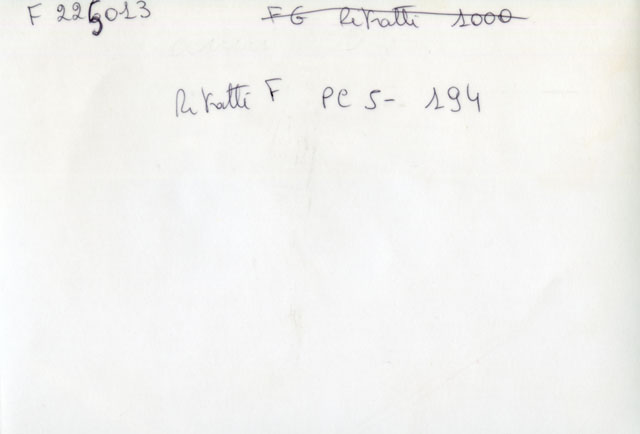 F 225013 FG Ritratti 1000
Ritratti F PC 5- 194